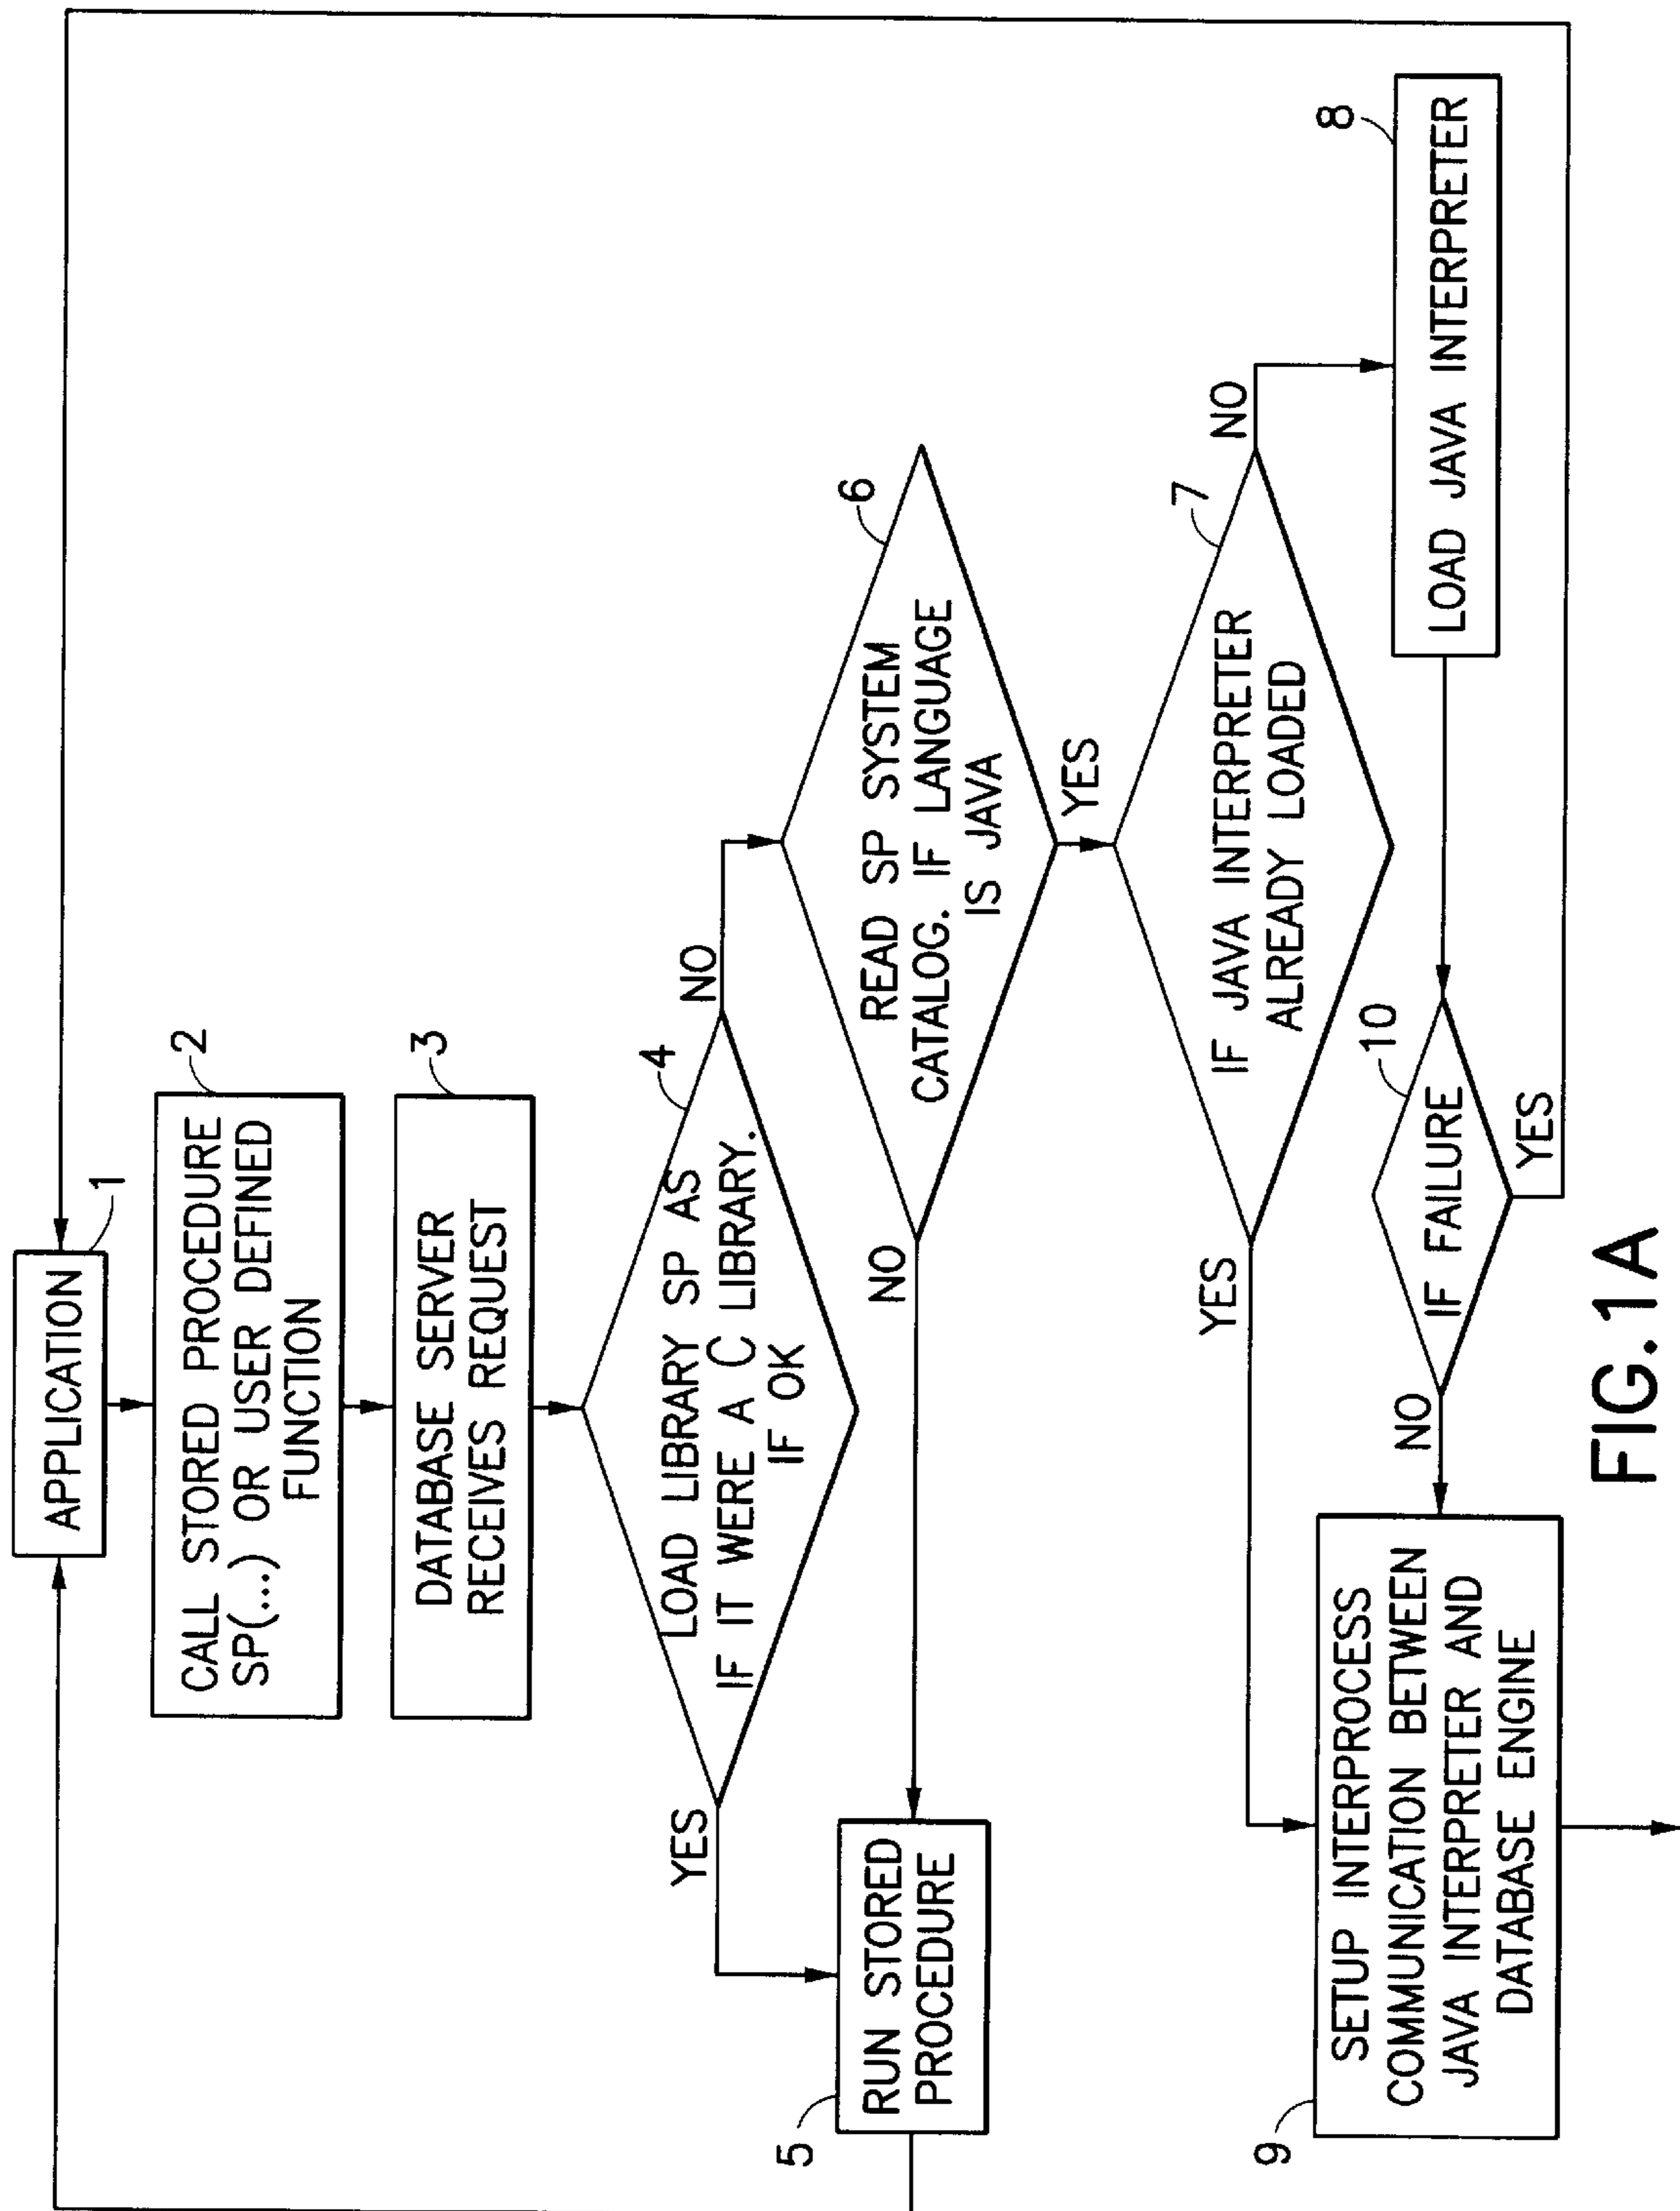 APPLICATION
1
CALL STORED PROCEDURE
SP(...) OR USER DEFINED
FUNCTION
2
DATABASE SERVER
RECEIVES REQUEST
3
LOAD LIBRARY SP AS
IF IT WERE A C LIBRARY.
IF OK
4
YES
NO
RUN STORED
PROCEDURE
5
READ SP SYSTEM
CATALOG. IF LANGUAGE
IS JAVA
6
NO
YES
IF JAVA INTERPRETER
ALREADY LOADED
7
YES
NO
LOAD JAVA INTERPRETER
8
SETUP INTERPROCESS
COMMUNICATION BETWEEN
JAVA INTERPRETER AND
DATABASE ENGINE
9
IF FAILURE
10
NO
YES
FIG.1A